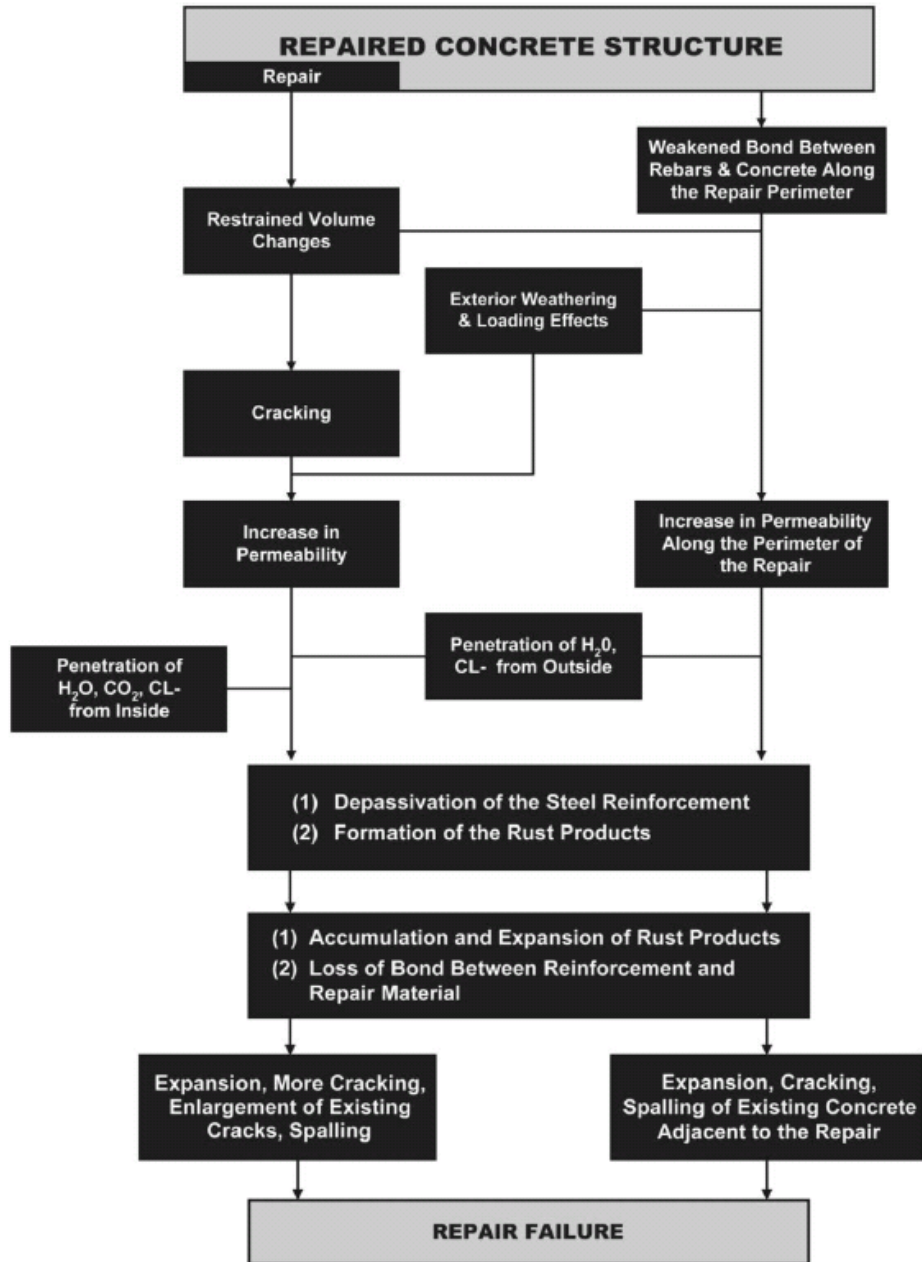 REPAIRED CONCRETE STRUCTURE
Repair
Weakened Bond Between
Rebars & Concrete Along
the Repair Perimeter
Restrained Volume
Changes
Exterior Weathering
& Loading Effects
Cracking
Increase in
Permeability
Increase in Permeability
Along the Perimeter of
the Repair
Penetration of H₂0,
CL- from Outside
Penetration of
H₂O, CO₂, CL-
from Inside
(1) Depassivation of the Steel Reinforcement
(2) Formation of the Rust Products
(1) Accumulation and Expansion of Rust Products
(2) Loss of Bond Between Reinforcement and
Repair Material
Expansion, More Cracking,
Enlargement of Existing
Cracks, Spalling
Expansion, Cracking,
Spalling of Existing Concrete
Adjacent to the Repair
REPAIR FAILURE